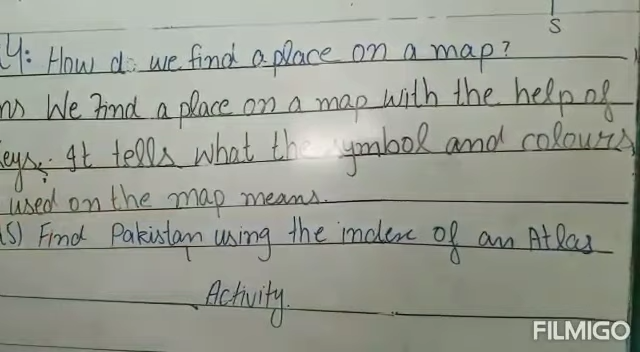 S
4: How do we find a place on a map?
ns We Find a place on a map with the help of
eys. It tells what the symbol and colours
used on the map means.
5) Find Pakistan using the index of an Atlas
Activity.
FILMIGO